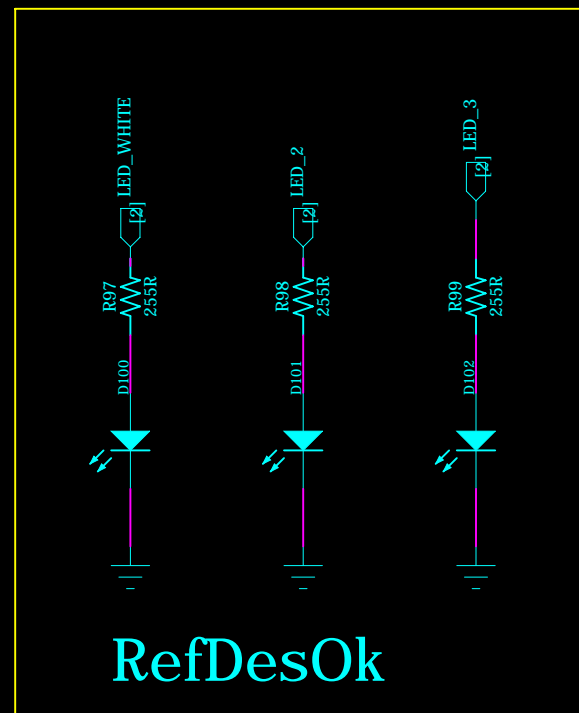 LED_WHITE
[2]
R97
255R
D100
LED_2
[2]
R98
255R
D101
LED_3
[2]
R99
255R
D102
RefDesOk